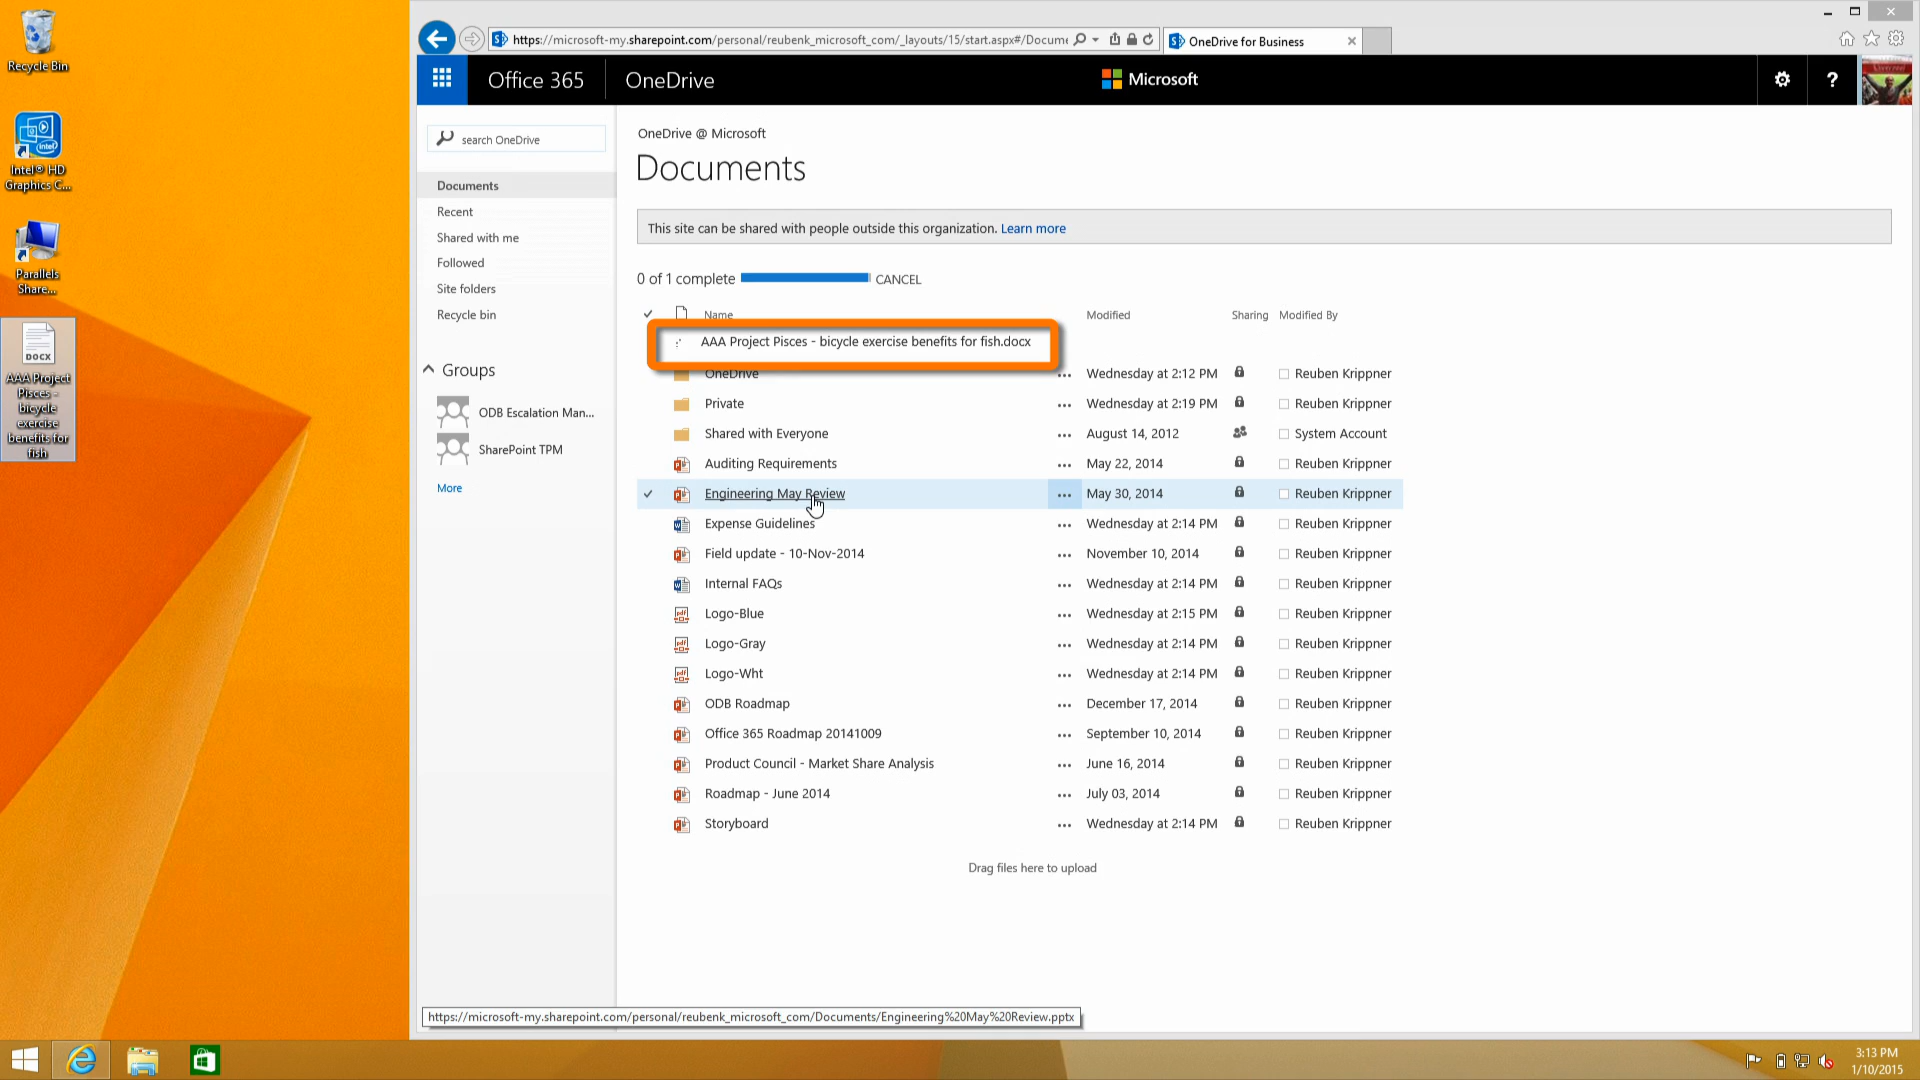 Recycle Bin
Intel® HD
Graphics C...
Parallels
Share...
DOCX
AAA Project
Pisces -
bicycle
exercise
benefits for
fish
https://microsoft-my.sharepoint.com/personal/reubenk_microsoft_com/_layouts/15/start.aspx#/Docume
OneDrive for Business
Office 365
OneDrive
Microsoft
?
search OneDrive
Documents
Recent
Shared with me
Followed
Site folders
Recycle bin
Groups
ODB Escalation Man...
SharePoint TPM
More
OneDrive @ Microsoft
Documents
This site can be shared with people outside this organization. Learn more
0 of 1 complete CANCEL
Name Modified Sharing Modified By
AAA Project Pisces - bicycle exercise benefits for fish.docx
OneDrive ... Wednesday at 2:12 PM Reuben Krippner
Private ... Wednesday at 2:19 PM Reuben Krippner
Shared with Everyone ... August 14, 2012 System Account
Auditing Requirements ... May 22, 2014 Reuben Krippner
Engineering May Review ... May 30, 2014 Reuben Krippner
Expense Guidelines ... Wednesday at 2:14 PM Reuben Krippner
Field update - 10-Nov-2014 ... November 10, 2014 Reuben Krippner
Internal FAQs ... Wednesday at 2:14 PM Reuben Krippner
Logo-Blue ... Wednesday at 2:15 PM Reuben Krippner
Logo-Gray ... Wednesday at 2:14 PM Reuben Krippner
Logo-Wht ... Wednesday at 2:14 PM Reuben Krippner
ODB Roadmap ... December 17, 2014 Reuben Krippner
Office 365 Roadmap 20141009 ... September 10, 2014 Reuben Krippner
Product Council - Market Share Analysis ... June 16, 2014 Reuben Krippner
Roadmap - June 2014 ... July 03, 2014 Reuben Krippner
Storyboard ... Wednesday at 2:14 PM Reuben Krippner
Drag files here to upload
https://microsoft-my.sharepoint.com/personal/reubenk_microsoft_com/Documents/Engineering%20May%20Review.pptx
3:13 PM
1/10/2015